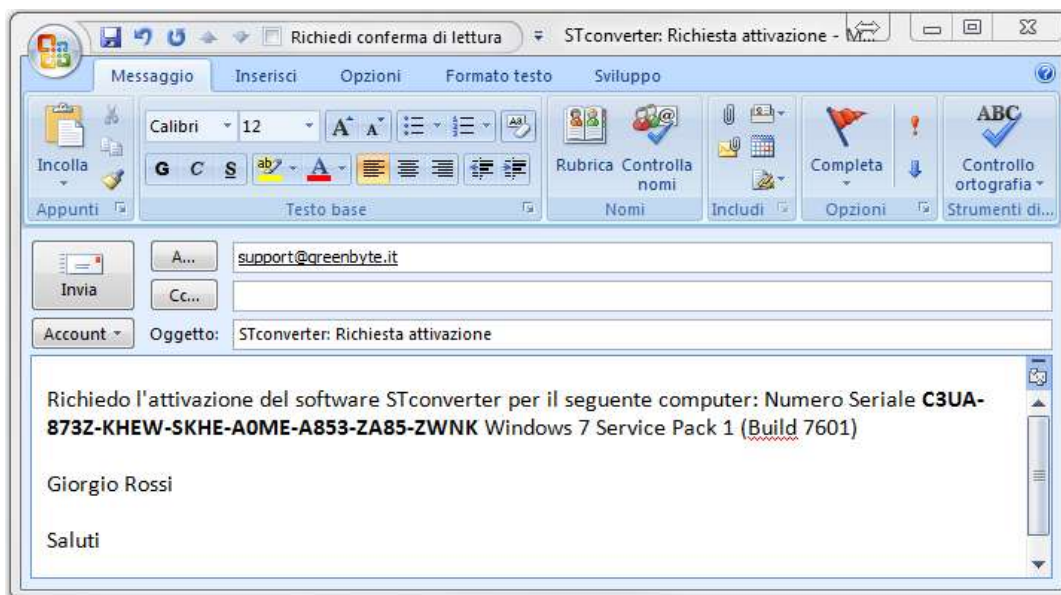 Richiedi conferma di lettura STconverter: Richiesta attivazione - M...
Messaggio Inserisci Opzioni Formato testo Sviluppo
Calibri 12
Incolla
G C S
Rubrica Controlla
nomi
Completa
ABC
Controllo
ortografia
Appunti Testo base Nomi Includi Opzioni Strumenti di...
Invia
A... support@greenbyte.it
Cc...
Account Oggetto: STconverter: Richiesta attivazione
Richiedo l'attivazione del software STconverter per il seguente computer: Numero Seriale C3UA-
873Z-KHEW-SKHE-A0ME-A853-ZA85-ZWNK Windows 7 Service Pack 1 (Build 7601)
Giorgio Rossi
Saluti